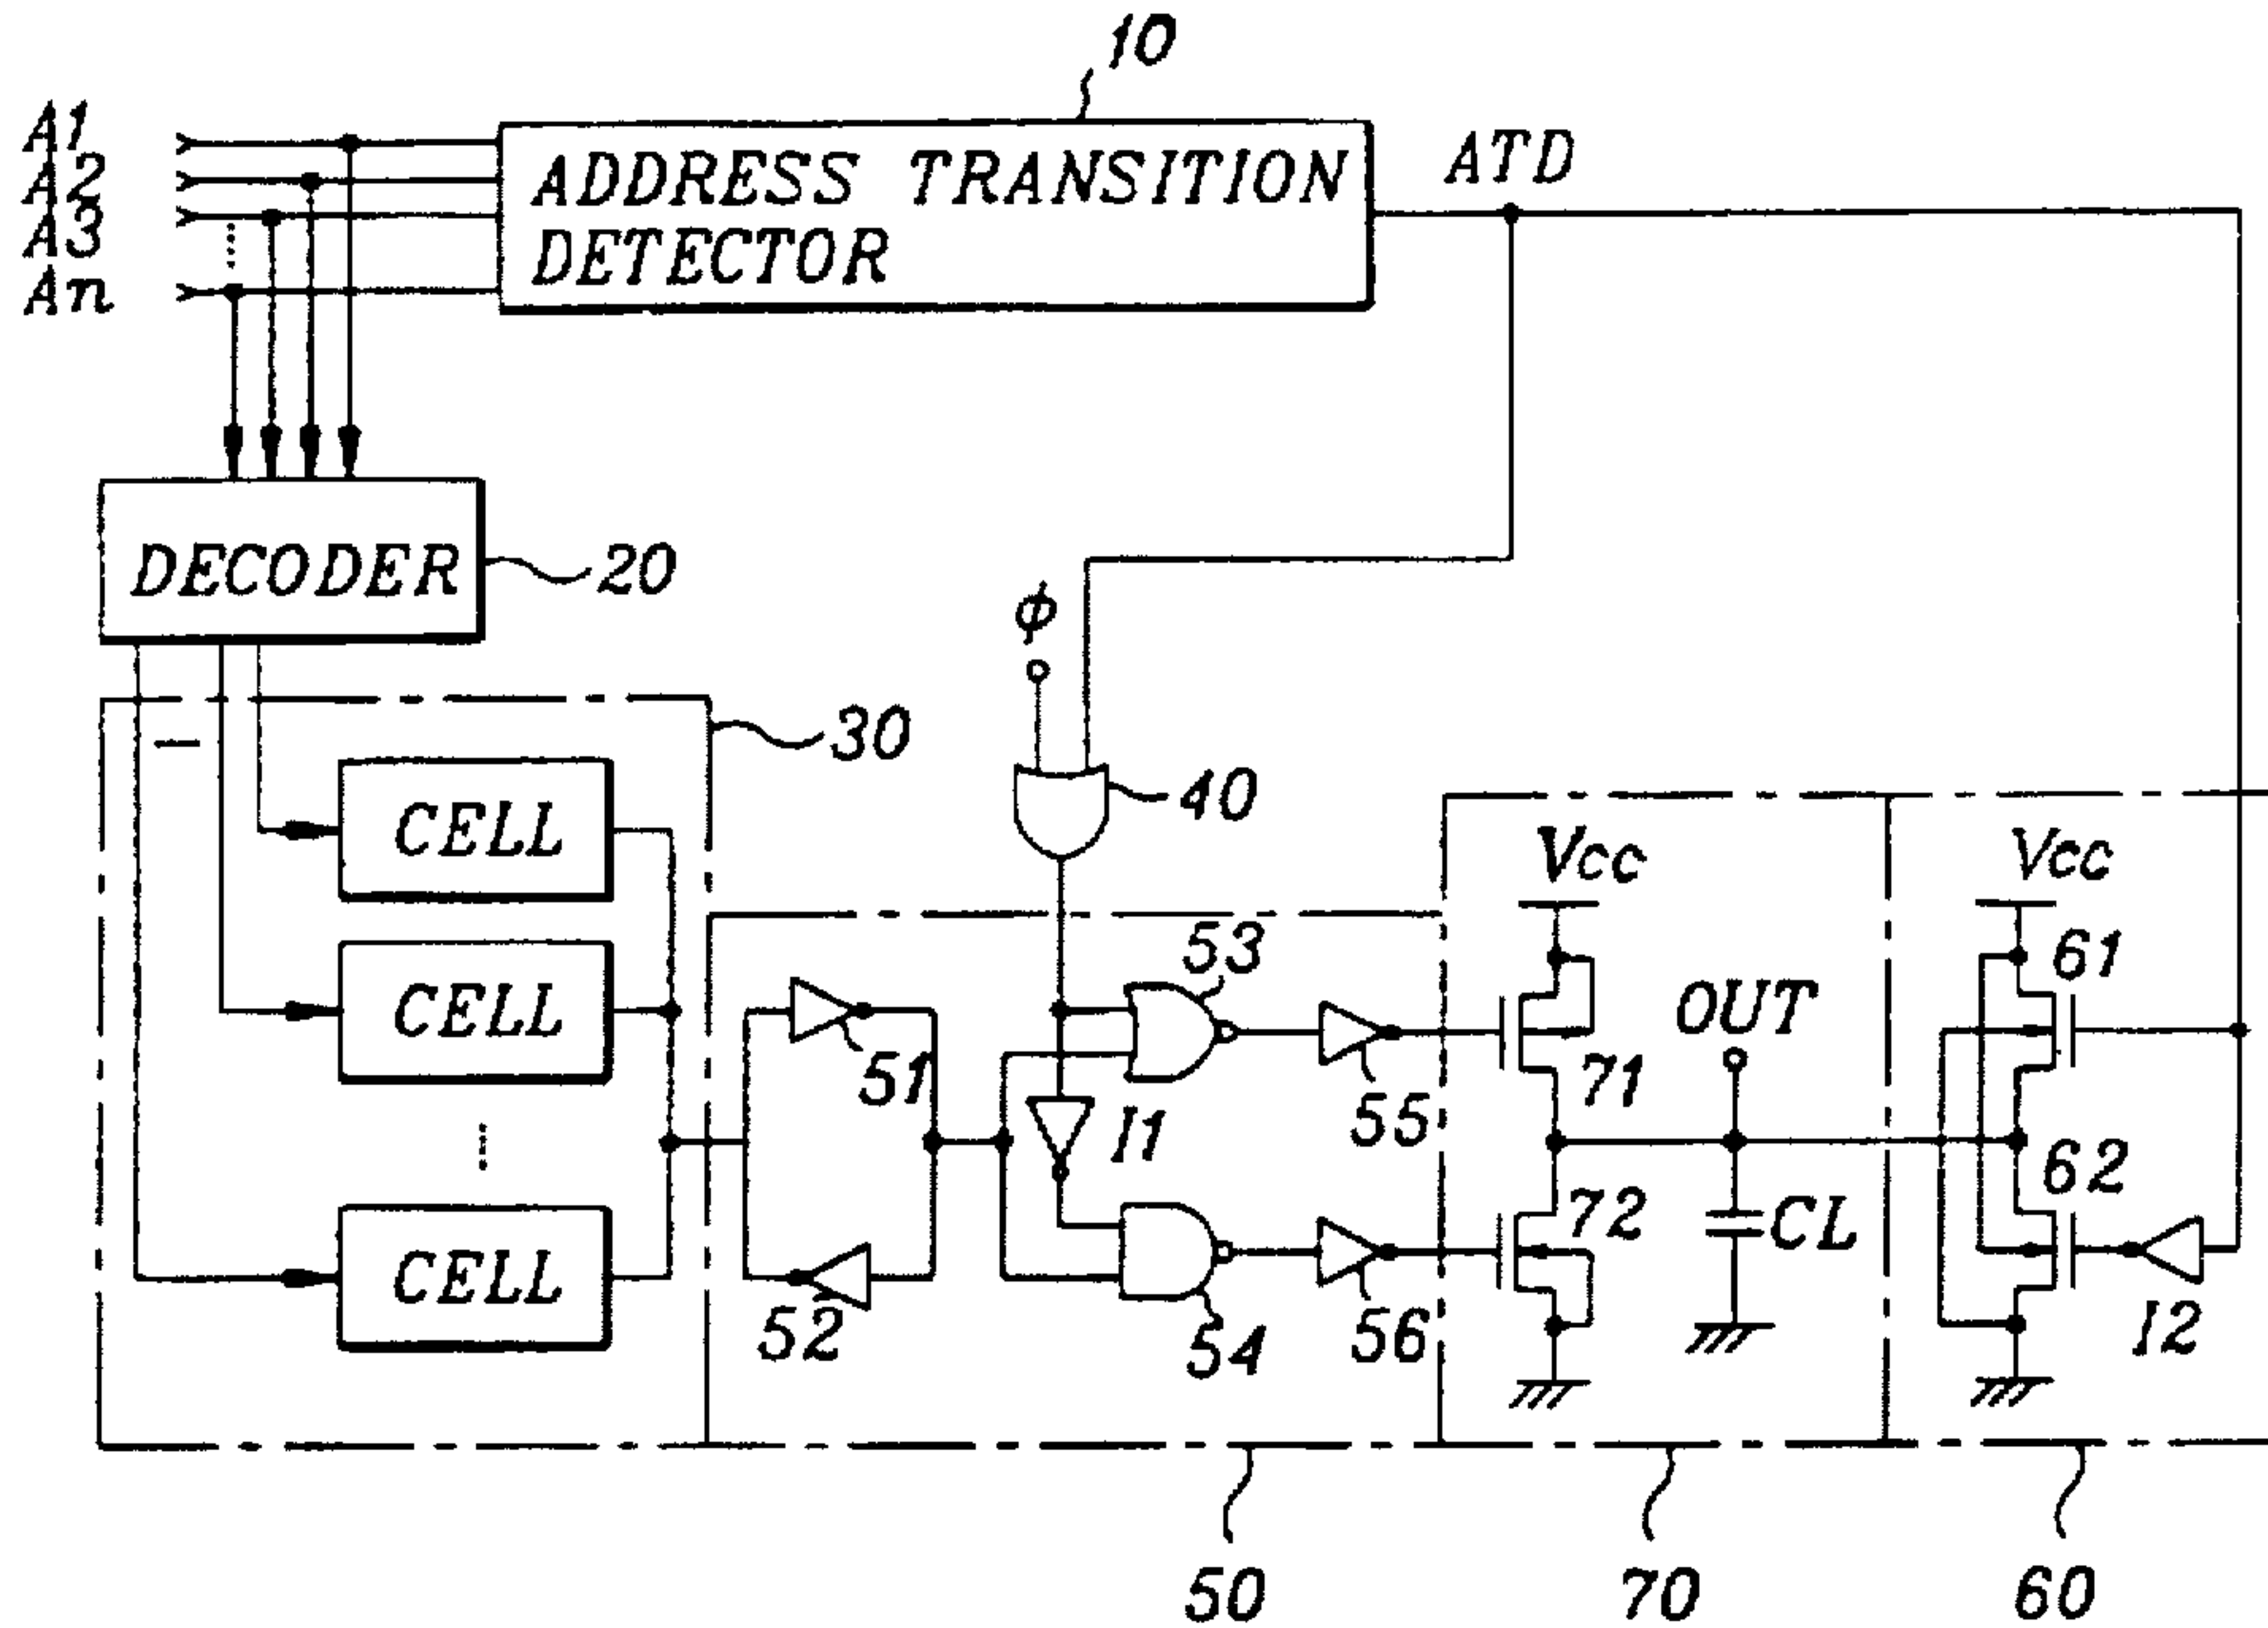 10
A1
A2
A3
An
ADDRESS TRANSITION
DETECTOR
ATD
DECODER
20
φ
30
40
CELL
CELL
CELL
51
52
53
I1
54
55
56
Vcc
71
72
OUT
CL
Vcc
61
62
I2
50
70
60